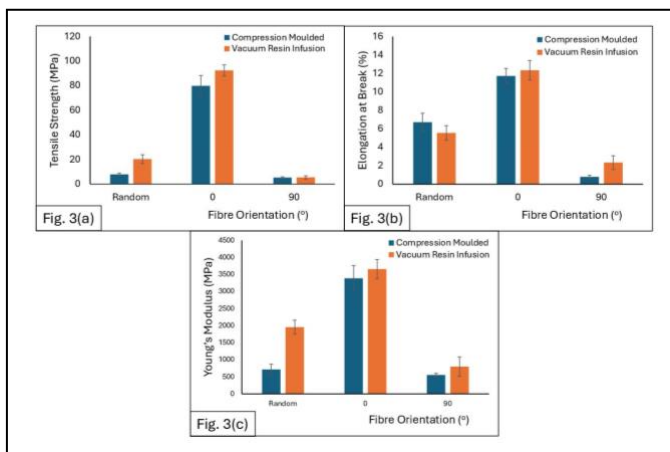 120
100
80
60
40
20
0
Tensile Strength (MPa)
Compression Moulded
Vacuum Resin Infusion
Random
0
90
Fibre Orientation (°)
Fig. 3(a)
16
14
12
10
8
6
4
2
0
Elongation at Break (%)
Compression Moulded
Vacuum Resin Infusion
Random
0
90
Fibre Orientation (°)
Fig. 3(b)
4500
4000
3500
3000
2500
2000
1500
1000
500
0
Young's Modulus (MPa)
Compression Moulded
Vacuum Resin Infusion
Random
0
90
Fibre Orientation (°)
Fig. 3(c)